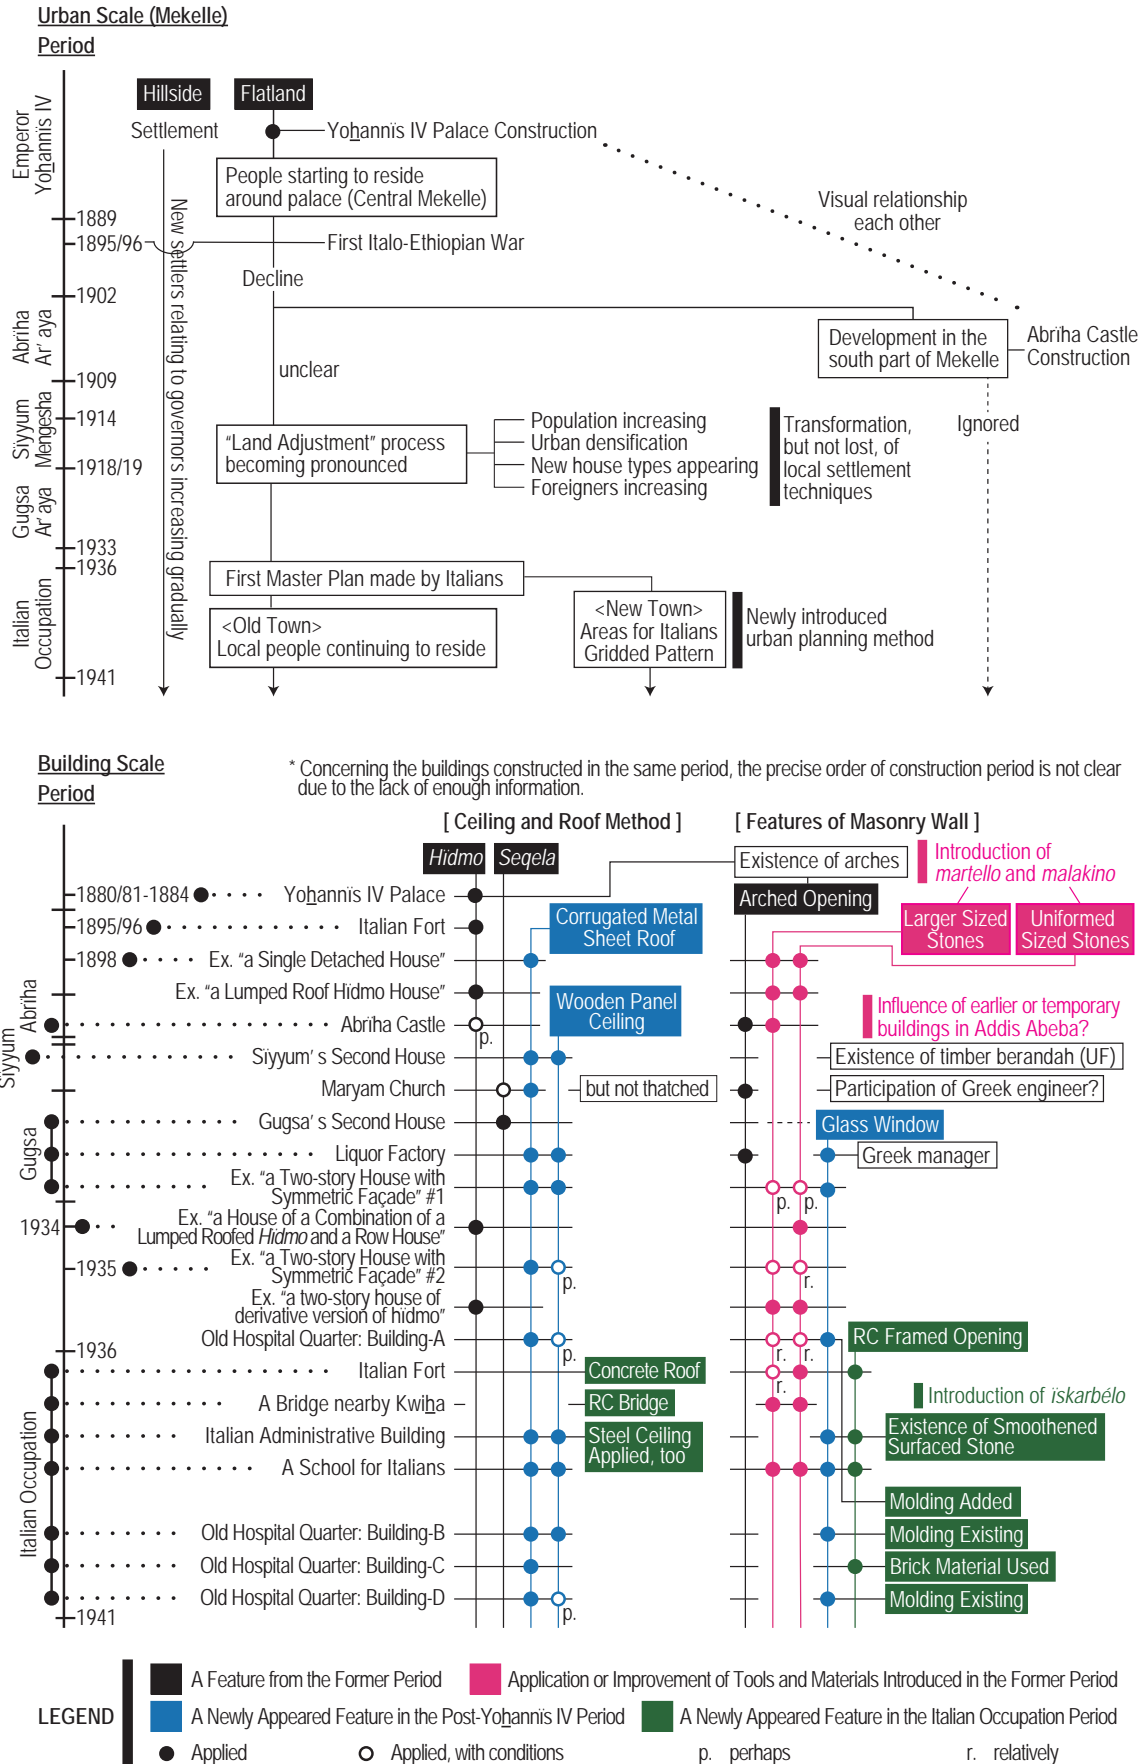 Urban Scale (Mekelle)
Period
Emperor
Yohannïs IV
Abrïha
Ar' aya
Sïyyum
Mengesha
Gugsa
Ar' aya
Italian
Occupation
1889
1895/96
1902
1909
1914
1918/19
1933
1936
1941
Hillside
Flatland
Settlement
New settlers relating to governors increasing gradually
Yohannïs IV Palace Construction
People starting to reside
around palace (Central Mekelle)
Visual relationship
each other
First Italo-Ethiopian War
Decline
Development in the
south part of Mekelle
Abrïha Castle
Construction
unclear
Ignored
"Land Adjustment" process
becoming pronounced
Population increasing
Urban densification
New house types appearing
Foreigners increasing
Transformation,
but not lost, of
local settlement
techniques
First Master Plan made by Italians
<Old Town>
Local people continuing to reside
<New Town>
Areas for Italians
Gridded Pattern
Newly introduced
urban planning method
Building Scale
Period
* Concerning the buildings constructed in the same period, the precise order of construction period is not clear
due to the lack of enough information.
[ Ceiling and Roof Method ]
[ Features of Masonry Wall ]
Hïdmo
Seqela
Existence of arches
Introduction of
martello and malakino
Arched Opening
Larger Sized
Stones
Uniformed
Sized Stones
Corrugated Metal
Sheet Roof
Wooden Panel
Ceiling
Influence of earlier or temporary
buildings in Addis Abeba?
1880/81-1884
Yohannïs IV Palace
1895/96
Italian Fort
1898
Ex. "a Single Detached House"
Ex. "a Lumped Roof Hïdmo House"
Abrïha
Abrïha Castle
p.
Sïyyum
Sïyyum' s Second House
Existence of timber berandah (UF)
Maryam Church
but not thatched
Participation of Greek engineer?
Gugsa
Gugsa' s Second House
Glass Window
Liquor Factory
Greek manager
Ex. "a Two-story House with
Symmetric Façade" #1
p.
p.
1934
Ex. "a House of a Combination of a
Lumped Roofed Hïdmo and a Row House"
1935
Ex. "a Two-story House with
Symmetric Façade" #2
p.
r.
Ex. "a two-story house of
derivative version of hïdmo"
1936
Old Hospital Quarter: Building-A
p.
r.
r.
RC Framed Opening
Italian Occupation
Italian Fort
Concrete Roof
r.
A Bridge nearby Kwiha
RC Bridge
Introduction of ïskarbélo
Italian Administrative Building
Steel Ceiling
Applied, too
Existence of Smoothened
Surfaced Stone
A School for Italians
Molding Added
Old Hospital Quarter: Building-B
Molding Existing
Old Hospital Quarter: Building-C
Brick Material Used
Old Hospital Quarter: Building-D
p.
Molding Existing
1941
LEGEND
A Feature from the Former Period
Application or Improvement of Tools and Materials Introduced in the Former Period
A Newly Appeared Feature in the Post-Yohannïs IV Period
A Newly Appeared Feature in the Italian Occupation Period
Applied
Applied, with conditions
p. perhaps
r. relatively